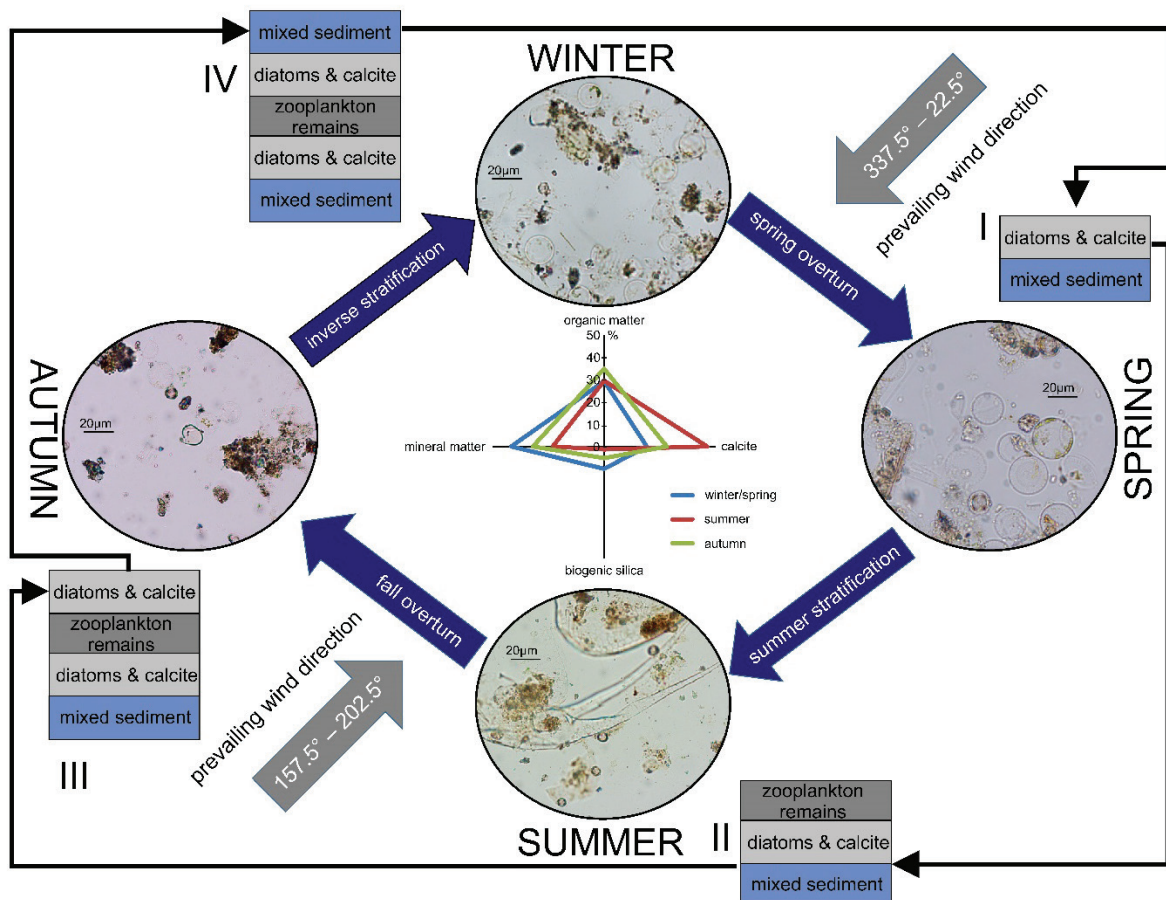 mixed sediment
diatoms & calcite
zooplankton
remains
diatoms & calcite
mixed sediment
IV
WINTER
20µm
337.5° – 22.5°
prevailing wind direction
spring overturn
I
diatoms & calcite
mixed sediment
inverse stratification
organic matter
50
%
40
30
20
10
0
mineral matter
calcite
winter/spring
summer
autumn
biogenic silica
AUTUMN
20µm
SPRING
20µm
summer stratification
fall overturn
diatoms & calcite
zooplankton
remains
diatoms & calcite
mixed sediment
III
prevailing wind direction
157.5° – 202.5°
20µm
SUMMER
II
zooplankton
remains
diatoms & calcite
mixed sediment